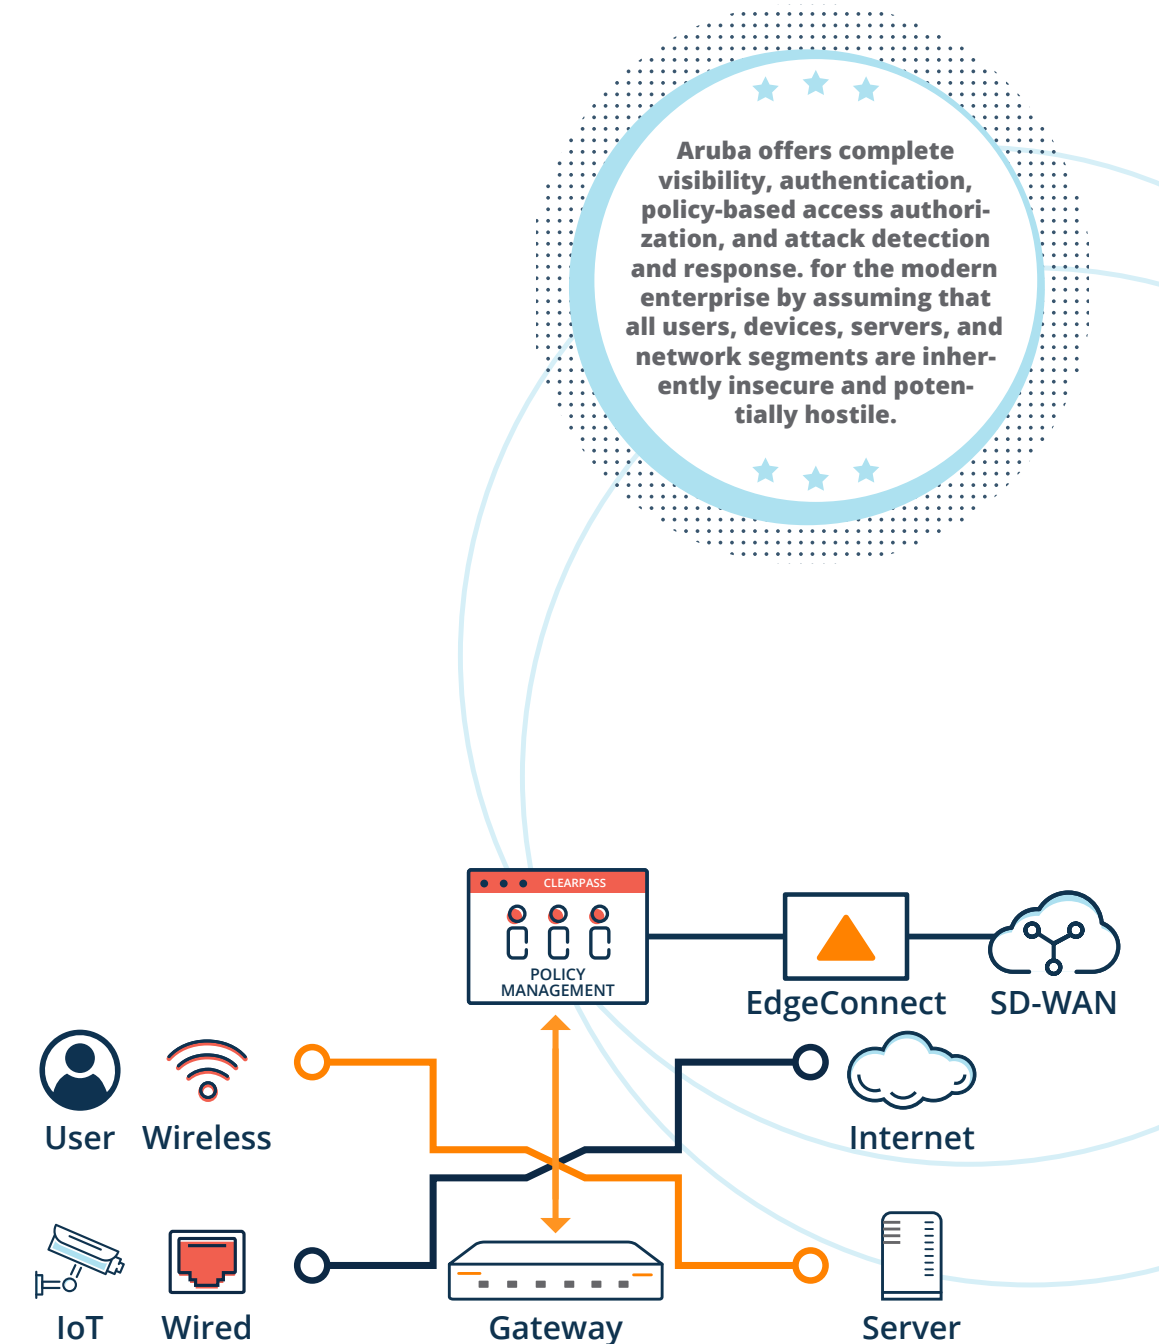 Aruba offers complete
visibility, authentication,
policy-based access authori-
zation, and attack detection
and response. for the modern
enterprise by assuming that
all users, devices, servers, and
network segments are inher-
ently insecure and poten-
tially hostile.
CLEARPASS
POLICY
MANAGEMENT
EdgeConnect
SD-WAN
User
Wireless
Internet
IoT
Wired
Gateway
Server